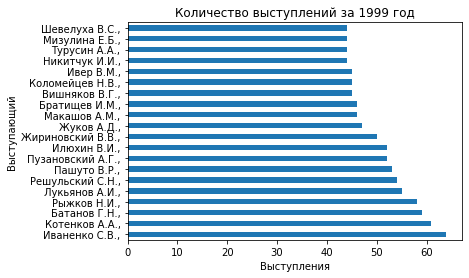 Количество выступлений за 1999 год
Выступающий
Шевелуха В.С.,
Мизулина Е.Б.,
Турусин А.А.,
Никитчук И.И.,
Ивер В.М.,
Коломейцев Н.В.,
Вишняков В.Г.,
Братищев И.М.,
Макашов А.М.,
Жуков А.Д.,
Жириновский В.В.,
Илюхин В.И.,
Пузановский А.Г.,
Пашуто В.Р.,
Решульский С.Н.,
Лукьянов А.И.,
Рыжков Н.И.,
Батанов Г.Н.,
Котенков А.А.,
Иваненко С.В.,
0 10 20 30 40 50 60
Выступления